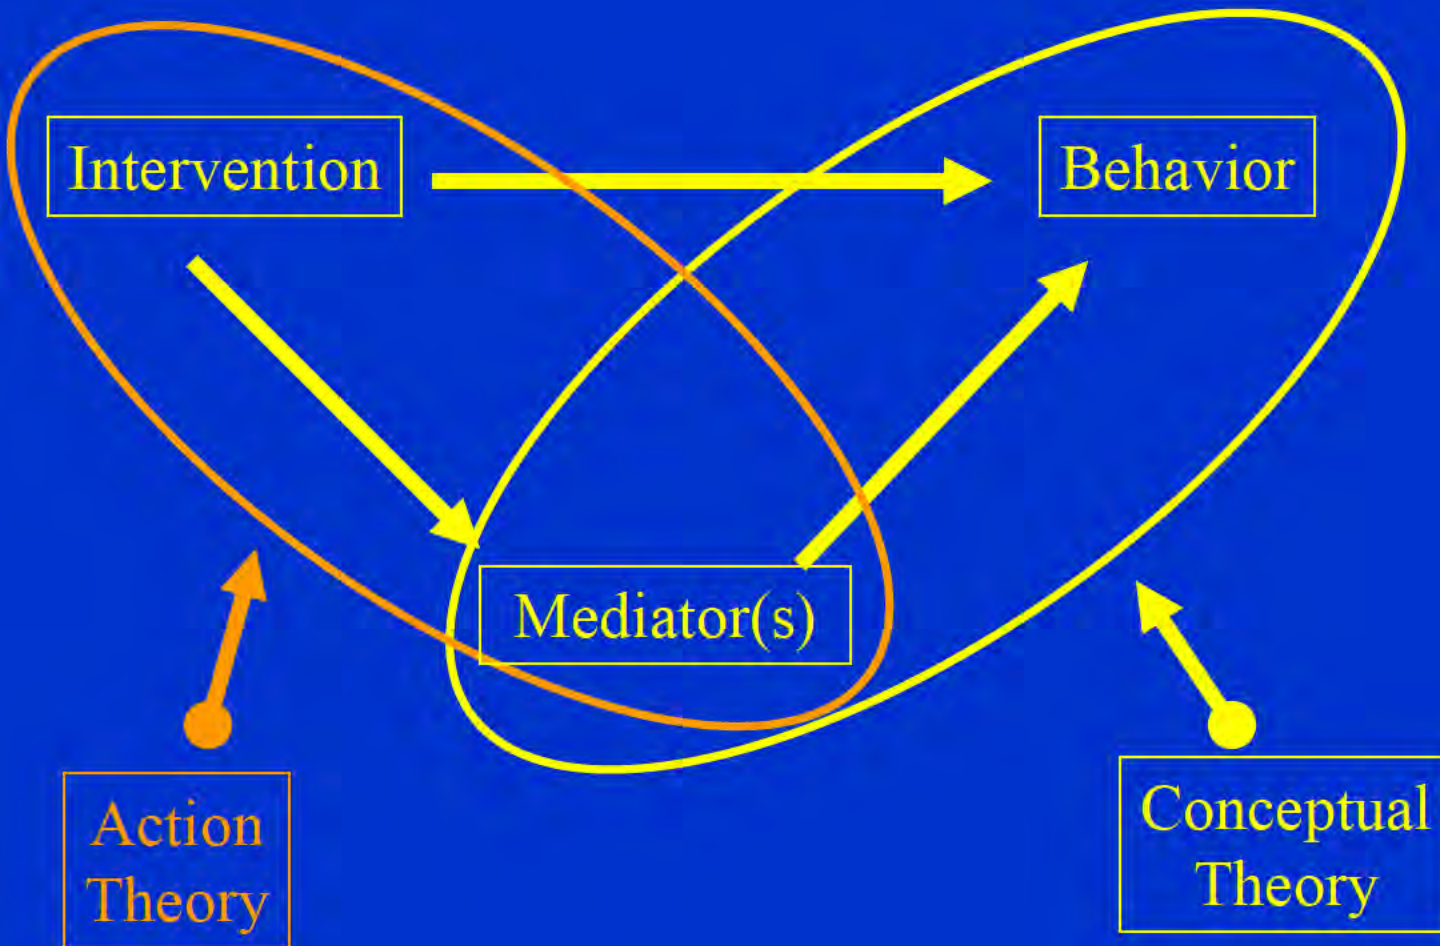 Intervention
Behavior
Mediator(s)
Action
Theory
Conceptual
Theory